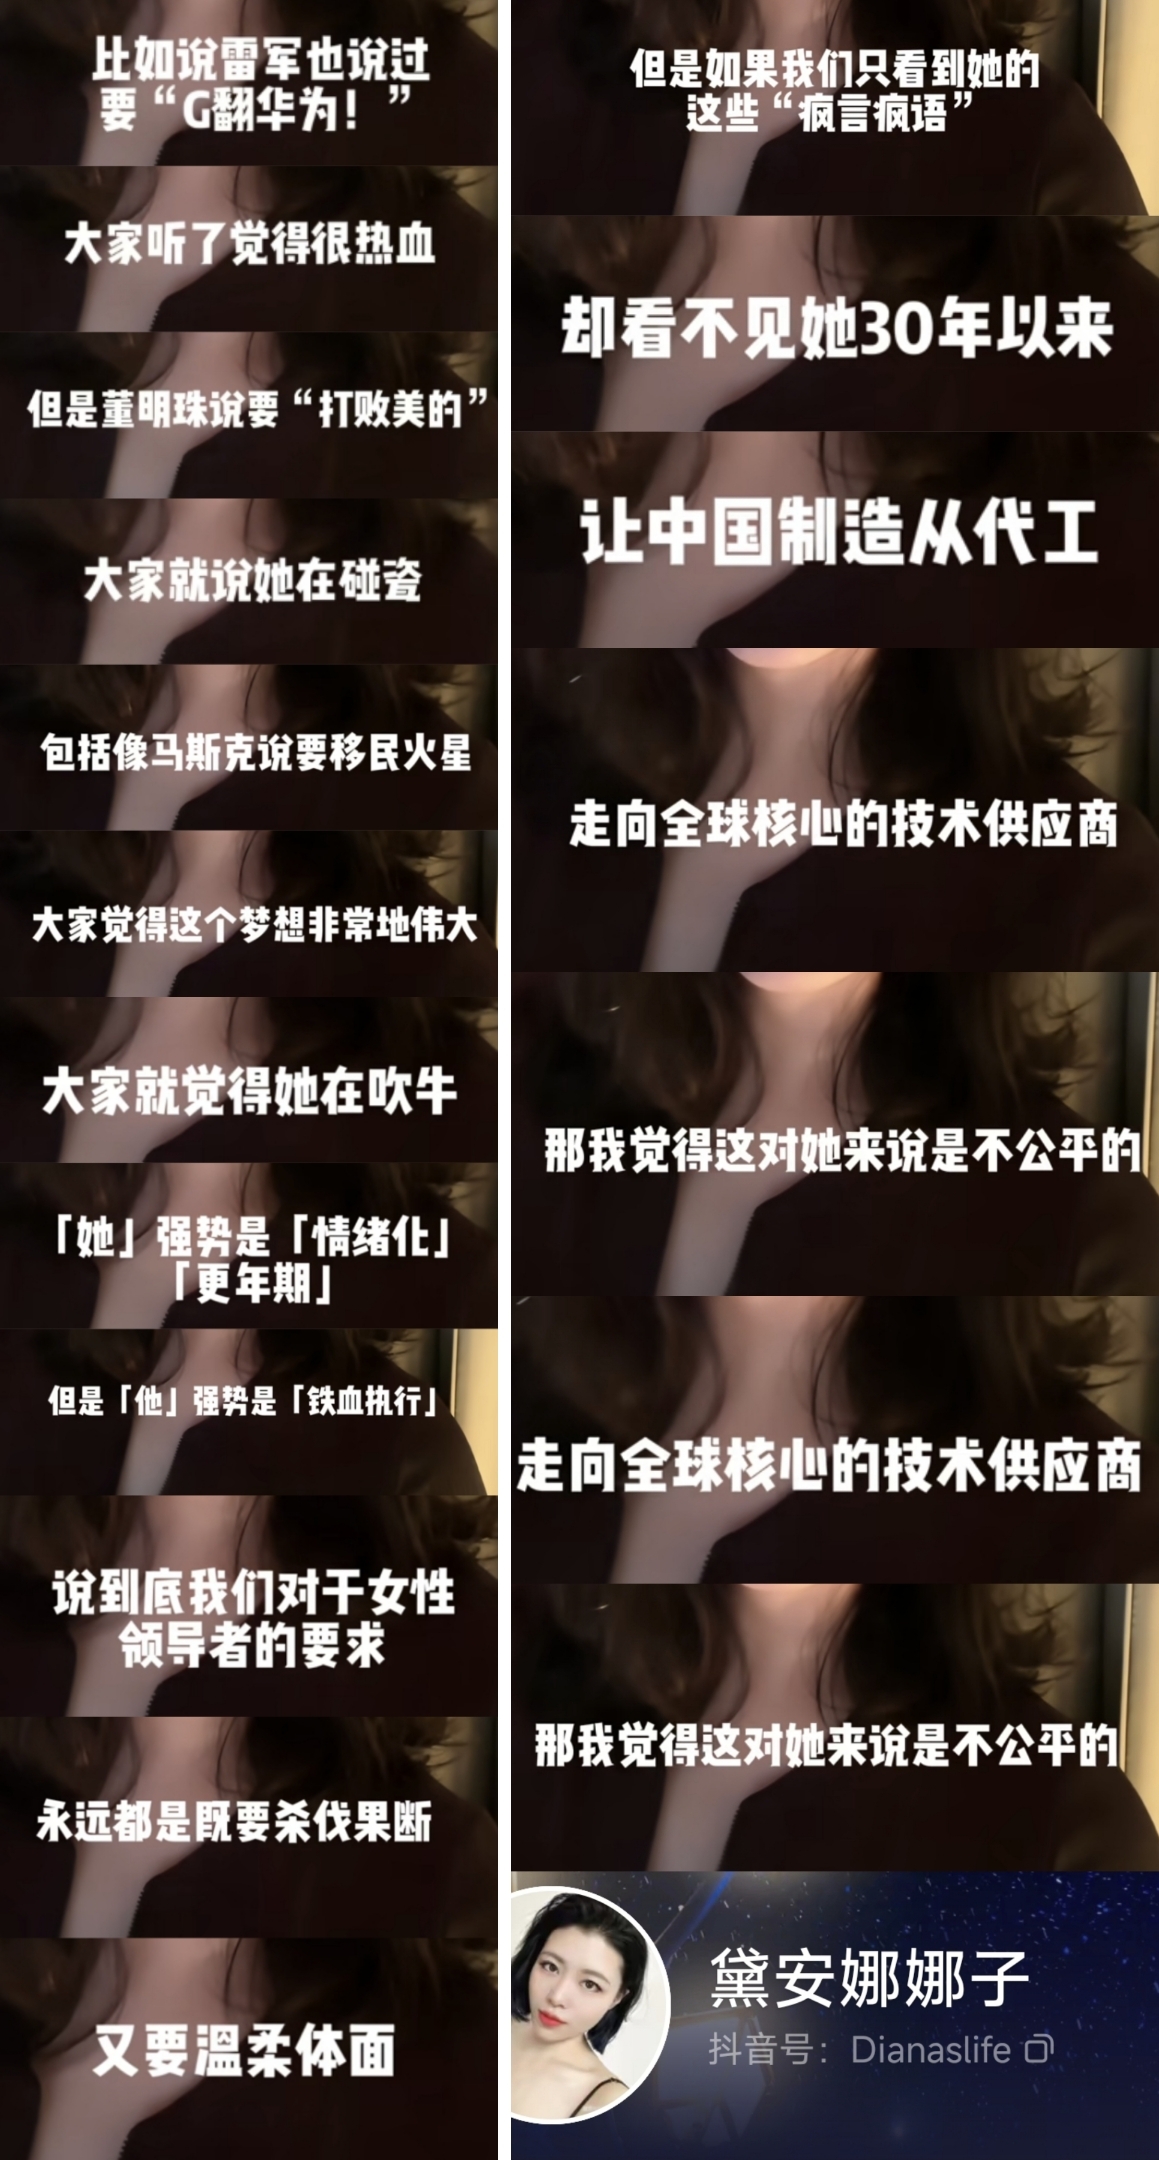 比如说雷军也说过
要“G翻华为！”
大家听了觉得很热血
但是董明珠说要“打败美的”
大家就说她在碰瓷
包括像马斯克说要移民火星
大家觉得这个梦想非常地伟大
大家就觉得她在吹牛
「她」强势是「情绪化」
「更年期」
但是「他」强势是「铁血执行」
说到底我们对于女性
领导者的要求
永远都是既要杀伐果断
又要温柔体面
但是如果我们只看到她的
这些“疯言疯语”
却看不见她30年以来
让中国制造从代工
走向全球核心的技术供应商
那我觉得这对她来说是不公平的
走向全球核心的技术供应商
那我觉得这对她来说是不公平的
黛安娜娜子
抖音号：Dianaslife